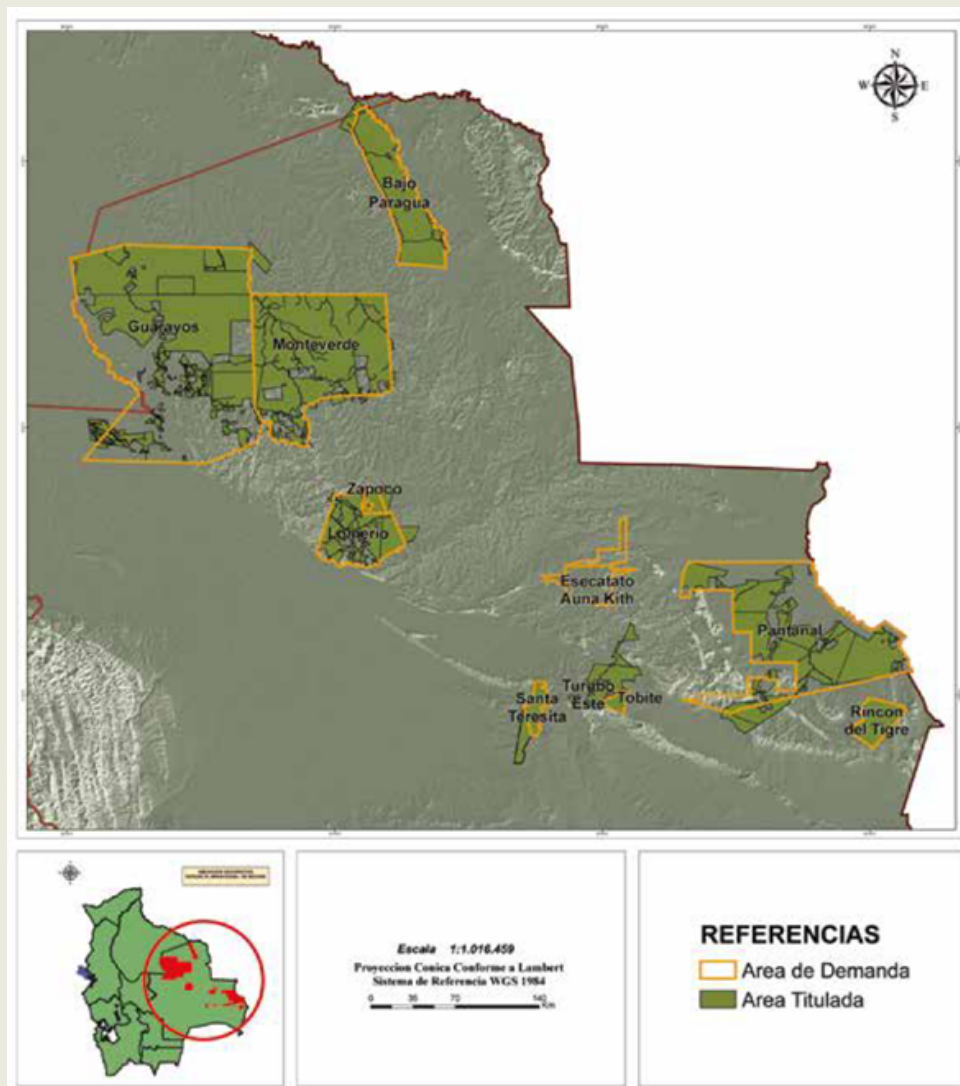 N
W E
S
Bajo
Paragua
Guarayos
Monteverde
Zapoco
Lomerio
Esecatato
Auna Kith
Pantanal
Santa
Teresita
Turubo
Este
Tobite
Rincon
del Tigre
Escala 1:1.016.459
Proyeccion Conica Conforme a Lambert
Sistema de Referencia WGS 1984
0 35 70 140
Km
REFERENCIAS
Area de Demanda
Area Titulada